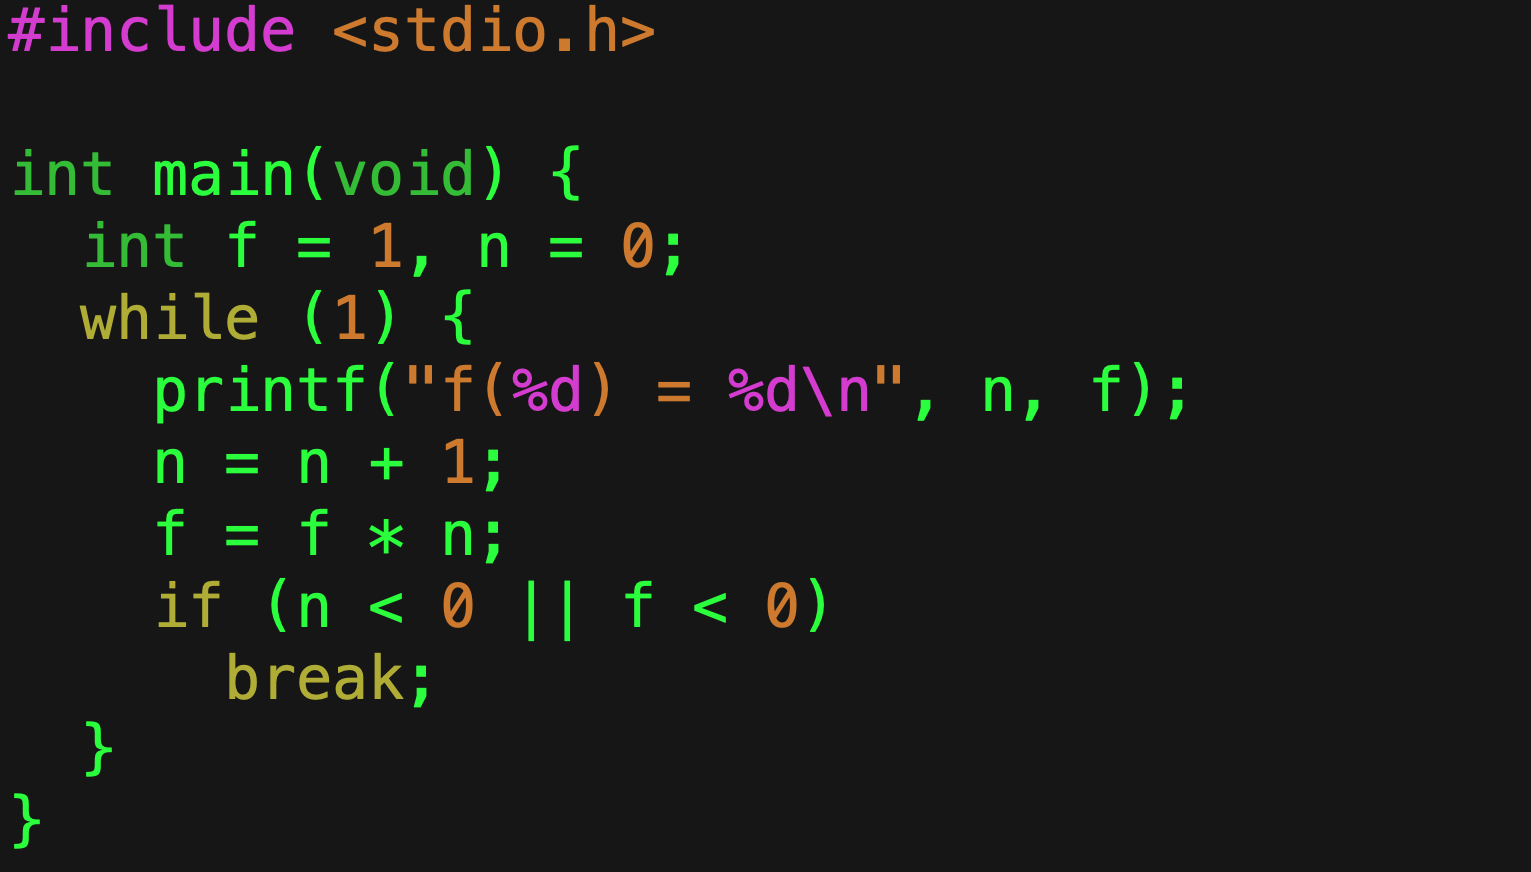 #include <stdio.h>

int main(void) {
  int f = 1, n = 0;
  while (1) {
    printf("f(%d) = %d\n", n, f);
    n = n + 1;
    f = f * n;
    if (n < 0 || f < 0)
      break;
  }
}